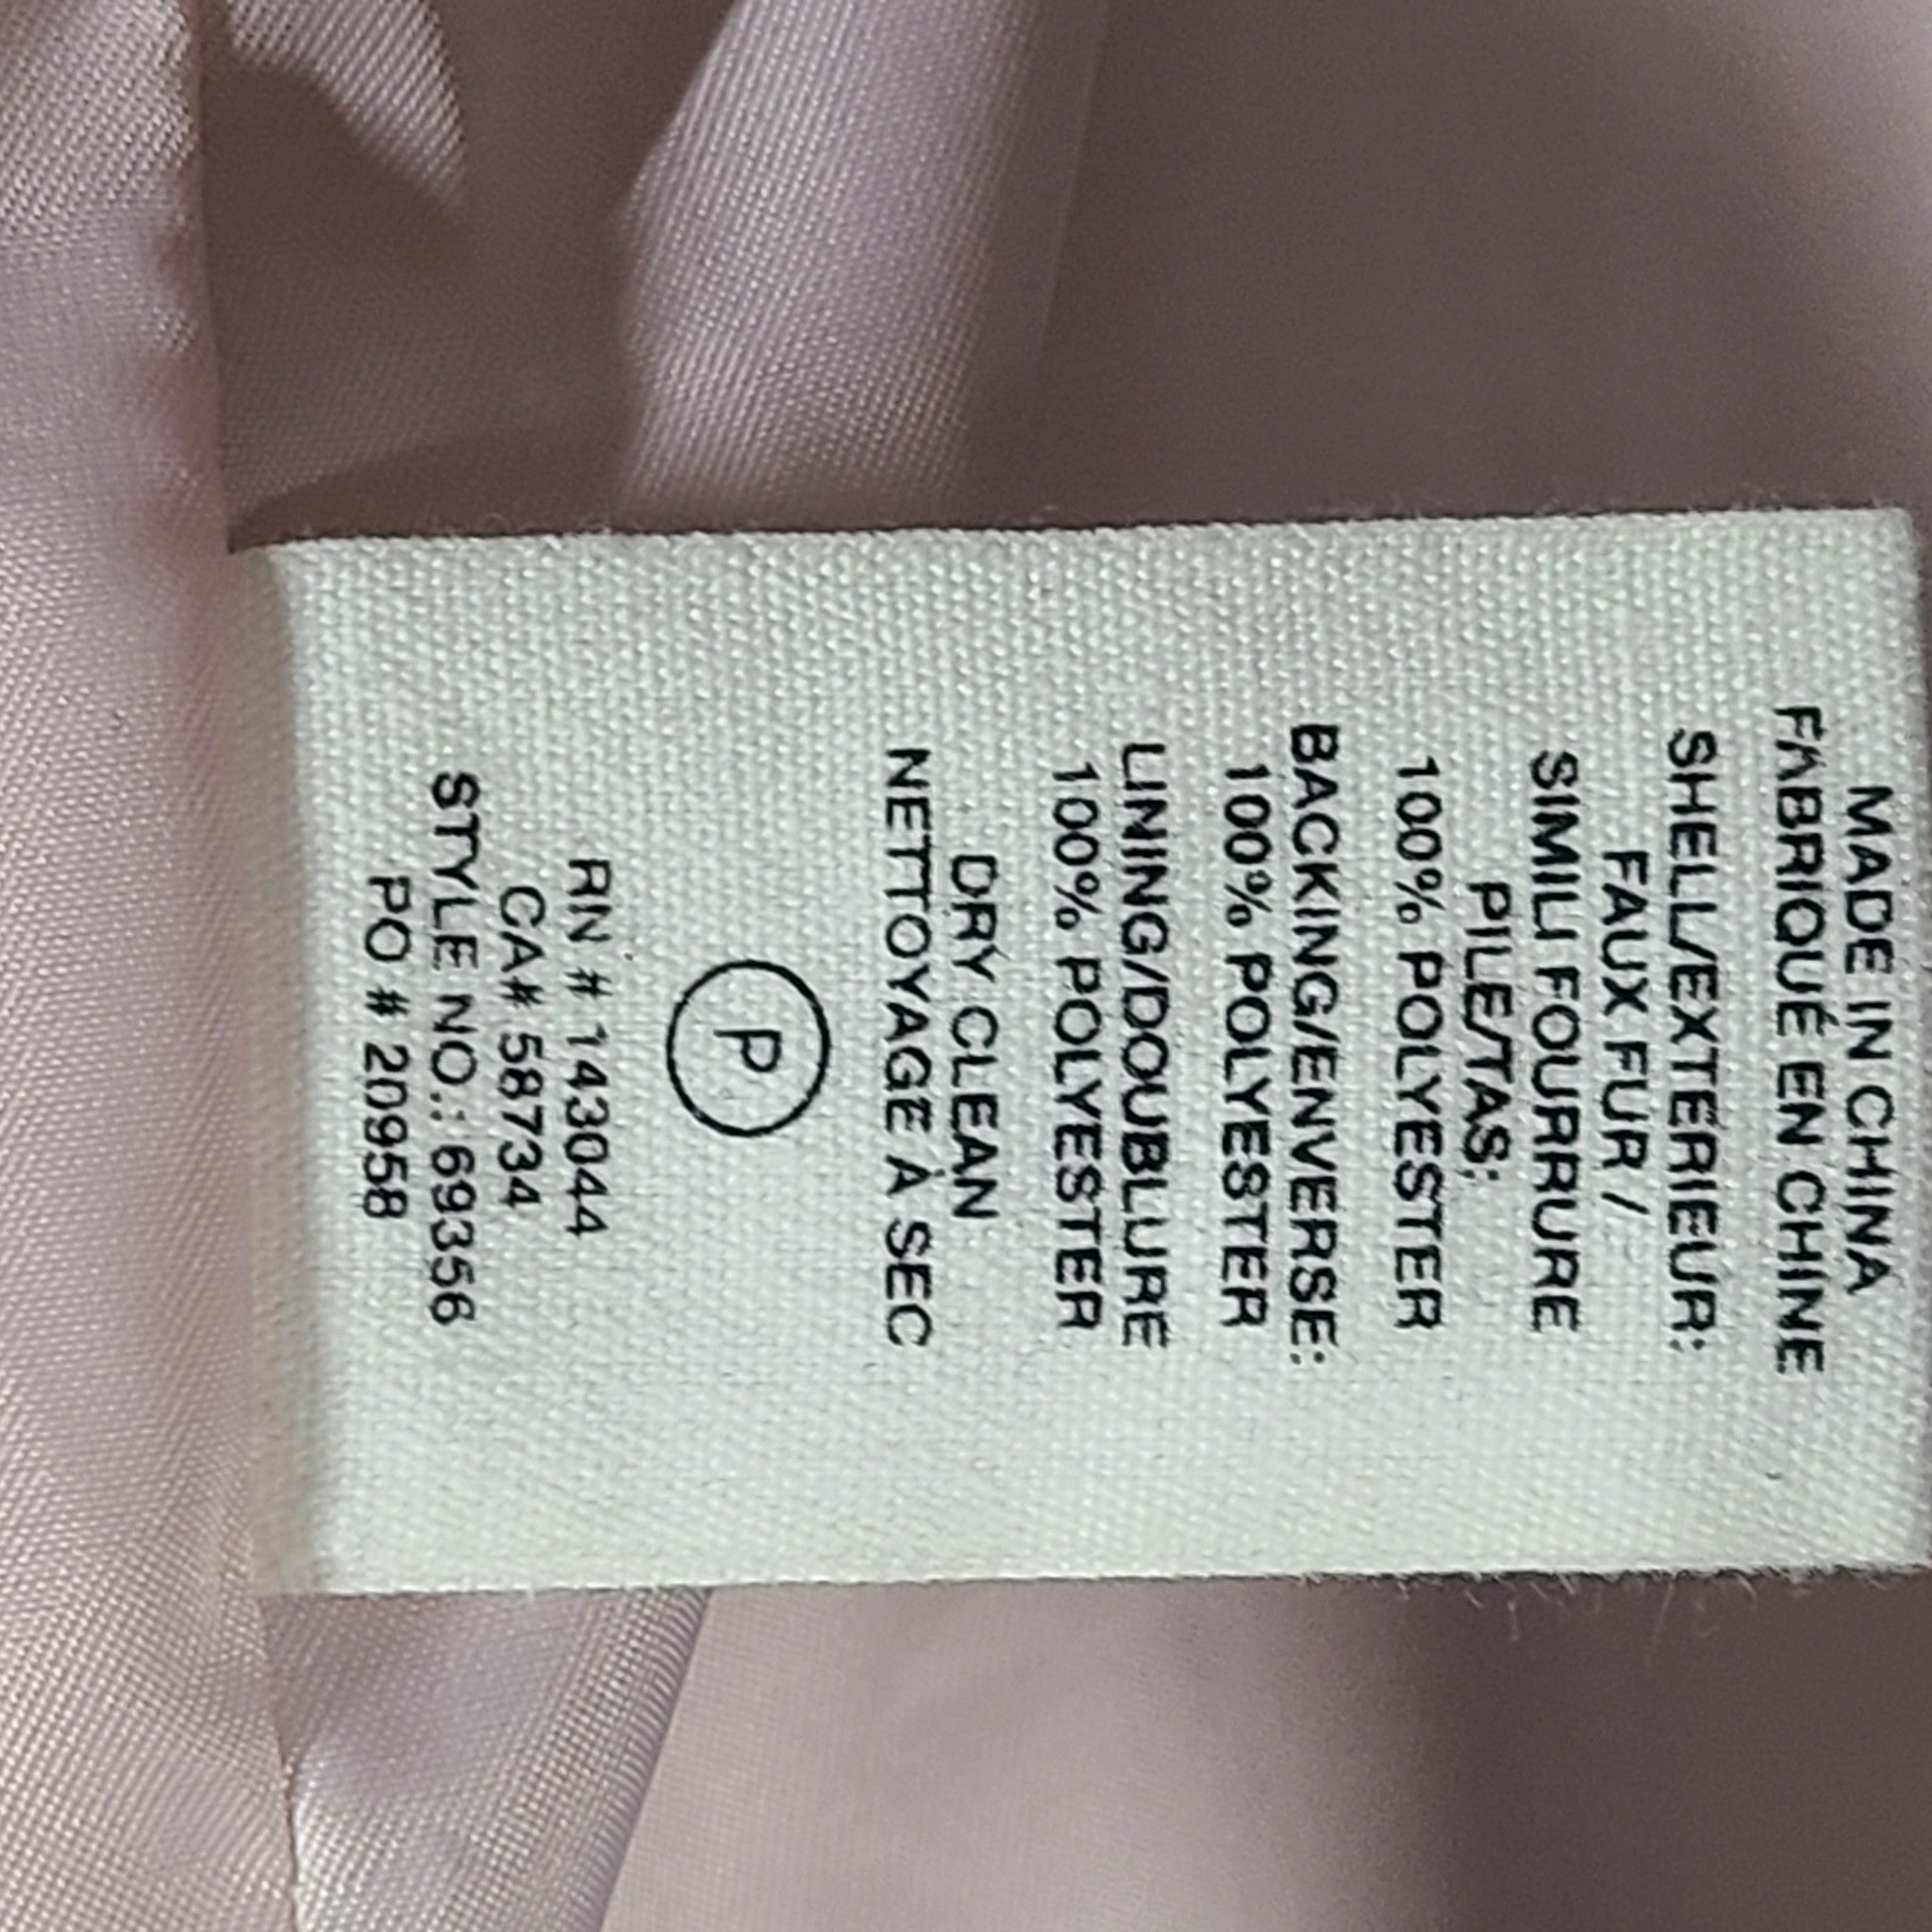 MADE IN CHINA
FABRIQUÉ EN CHINE
SHELL/EXTERIEUR:
FAUX FUR /
SIMILI FOURRURE
PILE/TAS:
100% POLYESTER
BACKING/ENVERSE:
100% POLYESTER
LINING/DOUBLURE
100% POLYESTER
DRY CLEAN
NETTOYAGE À SEC
P
RN # 143044
CA# 58734
STYLE NO.: 69356
PO # 20958